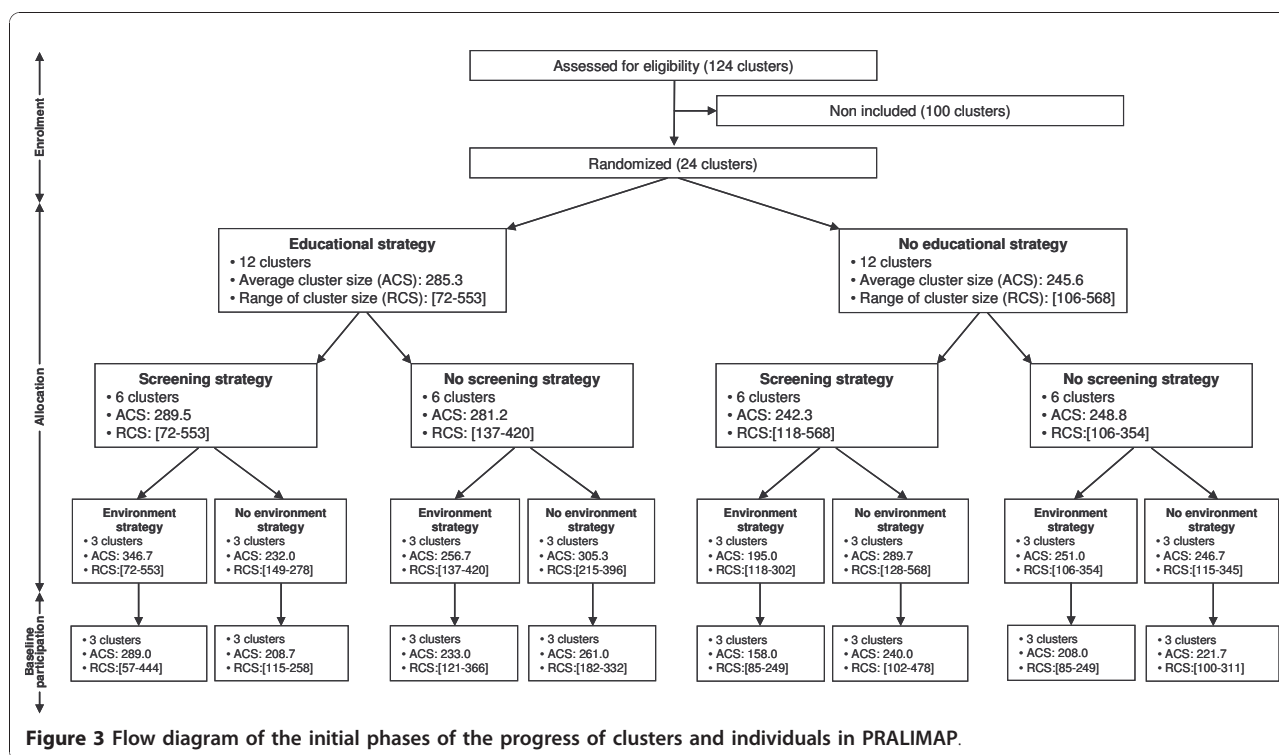 Enrolment
Assessed for eligibility (124 clusters)
Non included (100 clusters)
Randomized (24 clusters)
Allocation
Educational strategy
• 12 clusters
• Average cluster size (ACS): 285.3
• Range of cluster size (RCS): [72-553]
No educational strategy
• 12 clusters
• Average cluster size (ACS): 245.6
• Range of cluster size (RCS): [106-568]
Screening strategy
• 6 clusters
• ACS: 289.5
• RCS: [72-553]
No screening strategy
• 6 clusters
• ACS: 281.2
• RCS: [137-420]
Screening strategy
• 6 clusters
• ACS: 242.3
• RCS:[118-568]
No screening strategy
• 6 clusters
• ACS: 248.8
• RCS:[106-354]
Environment
strategy
• 3 clusters
• ACS: 346.7
• RCS:[72-553]
No environment
strategy
• 3 clusters
• ACS: 232.0
• RCS:[149-278]
Environment
strategy
• 3 clusters
• ACS: 256.7
• RCS:[137-420]
No environment
strategy
• 3 clusters
• ACS: 305.3
• RCS:[215-396]
Environment
strategy
• 3 clusters
• ACS: 195.0
• RCS:[118-302]
No environment
strategy
• 3 clusters
• ACS: 289.7
• RCS: [128-568]
Environment
strategy
• 3 clusters
• ACS: 251.0
• RCS:[106-354]
No environment
strategy
• 3 clusters
• ACS: 246.7
• RCS:[115-345]
Baseline
participation
• 3 clusters
• ACS: 289.0
• RCS:[57-444]
• 3 clusters
• ACS: 208.7
• RCS:[115-258]
• 3 clusters
• ACS: 233.0
• RCS:[121-366]
• 3 clusters
• ACS: 261.0
• RCS:[182-332]
• 3 clusters
• ACS: 158.0
• RCS:[85-249]
• 3 clusters
• ACS: 240.0
• RCS: [102-478]
• 3 clusters
• ACS: 208.0
• RCS:[85-249]
• 3 clusters
• ACS: 221.7
• RCS:[100-311]
Figure 3 Flow diagram of the initial phases of the progress of clusters and individuals in PRALIMAP.